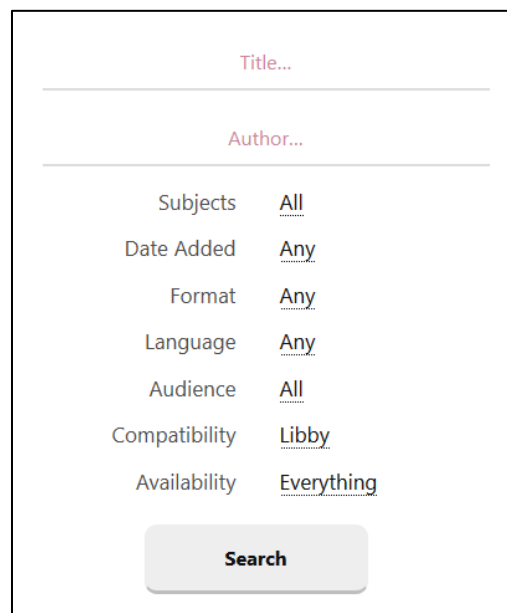 Title...
Author...
Subjects All
Date Added Any
Format Any
Language Any
Audience All
Compatibility Libby
Availability Everything
Search